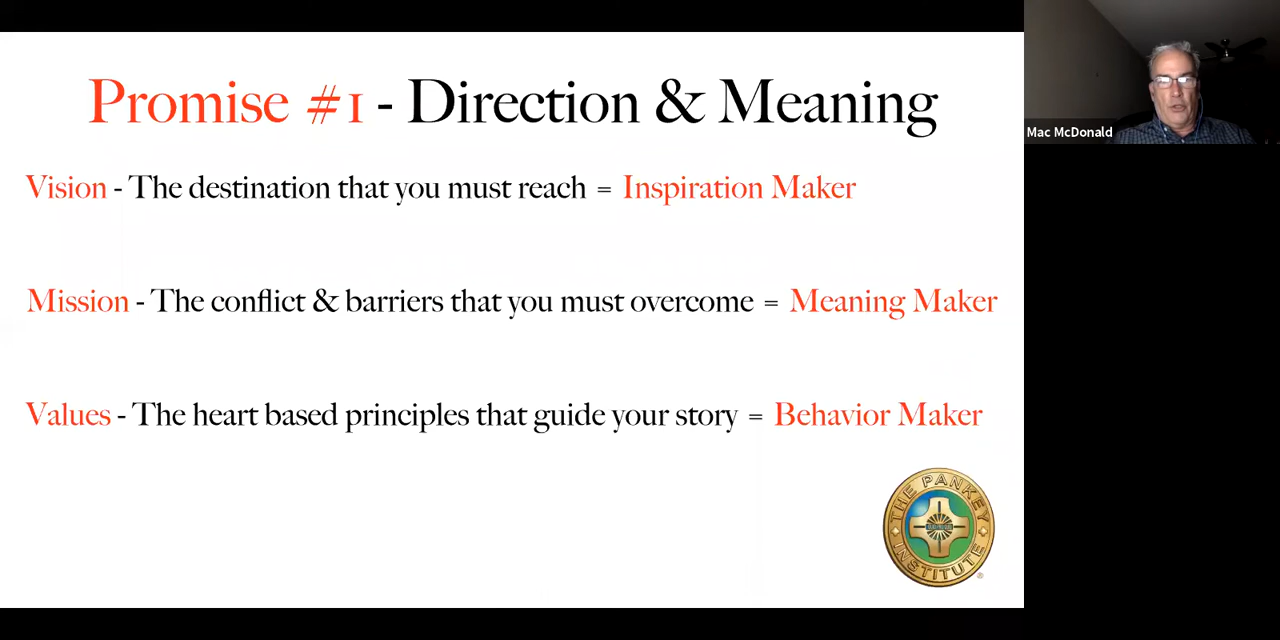 Promise #1 - Direction & Meaning
Vision - The destination that you must reach = Inspiration Maker
Mission - The conflict & barriers that you must overcome = Meaning Maker
Values - The heart based principles that guide your story = Behavior Maker
Mac McDonald
THE PANKEY
INSTITUTE
®